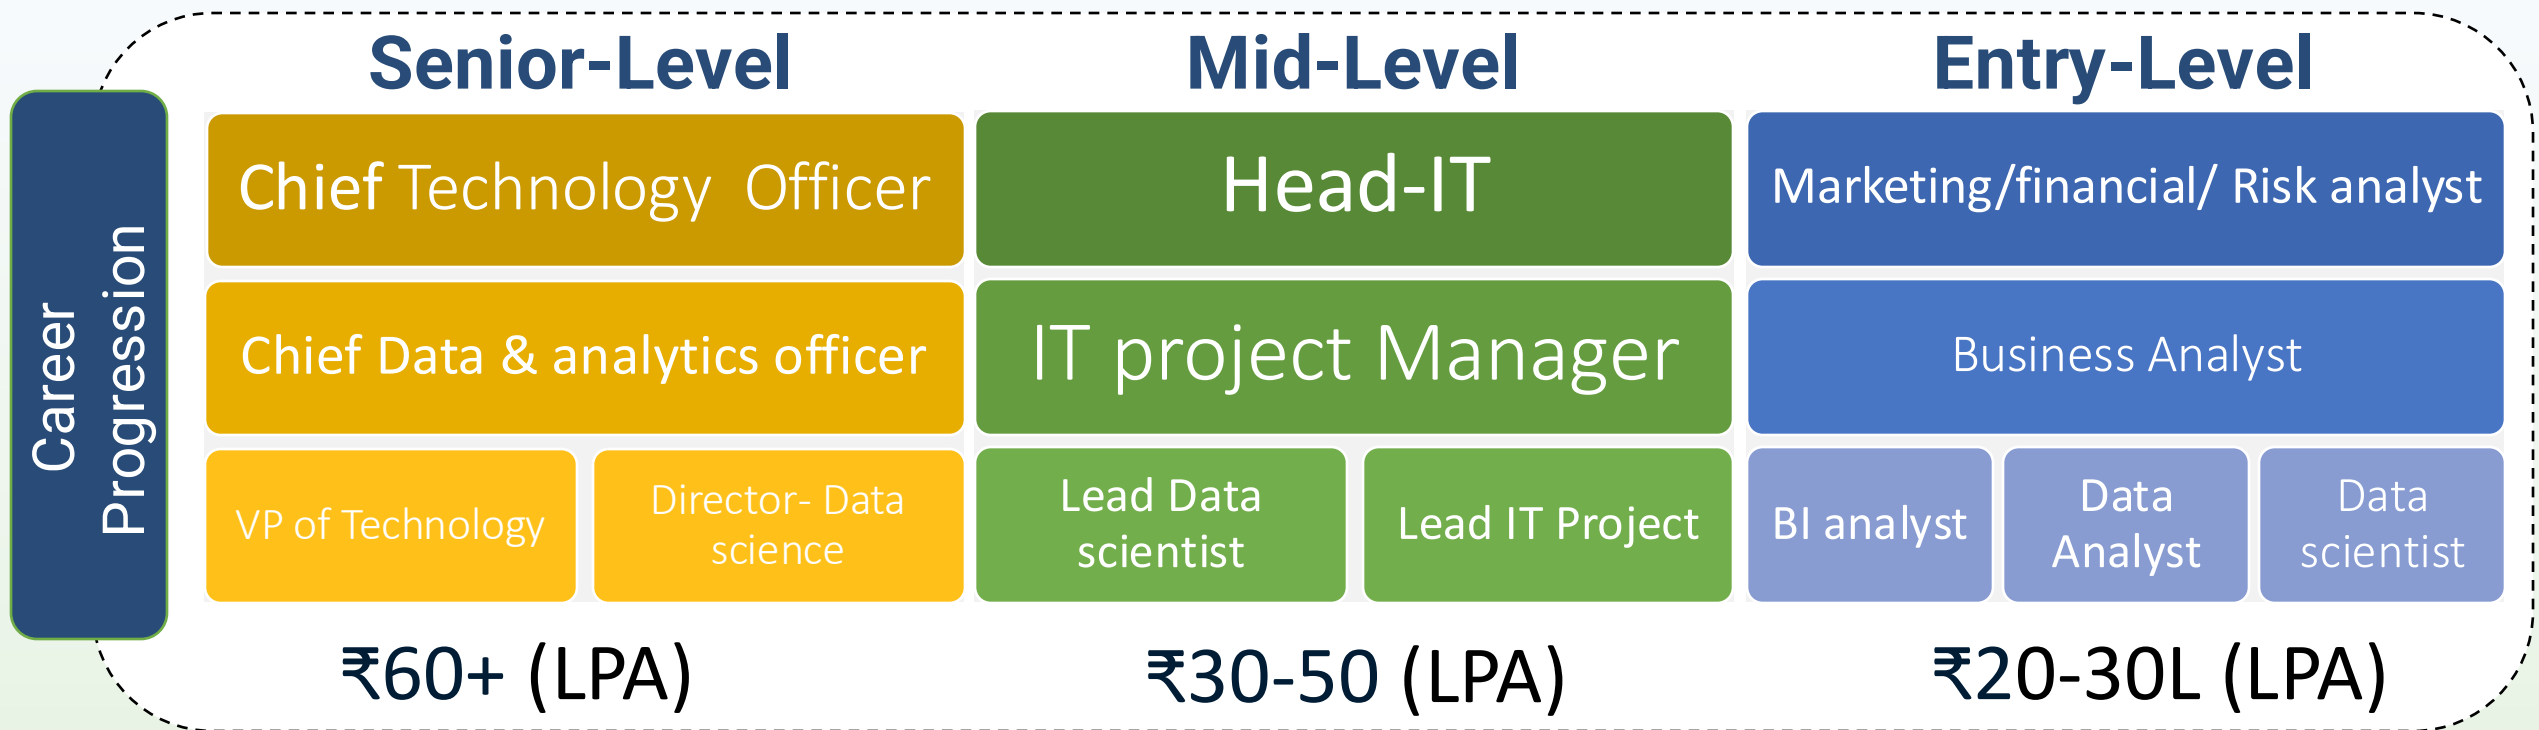 Career
Progression
Senior-Level
Chief Technology Officer
Chief Data & analytics officer
VP of Technology
Director- Data
science
₹60+ (LPA)
Mid-Level
Head-IT
IT project Manager
Lead Data
scientist
Lead IT Project
₹30-50 (LPA)
Entry-Level
Marketing/financial/ Risk analyst
Business Analyst
BI analyst
Data
Analyst
Data
scientist
₹20-30L (LPA)